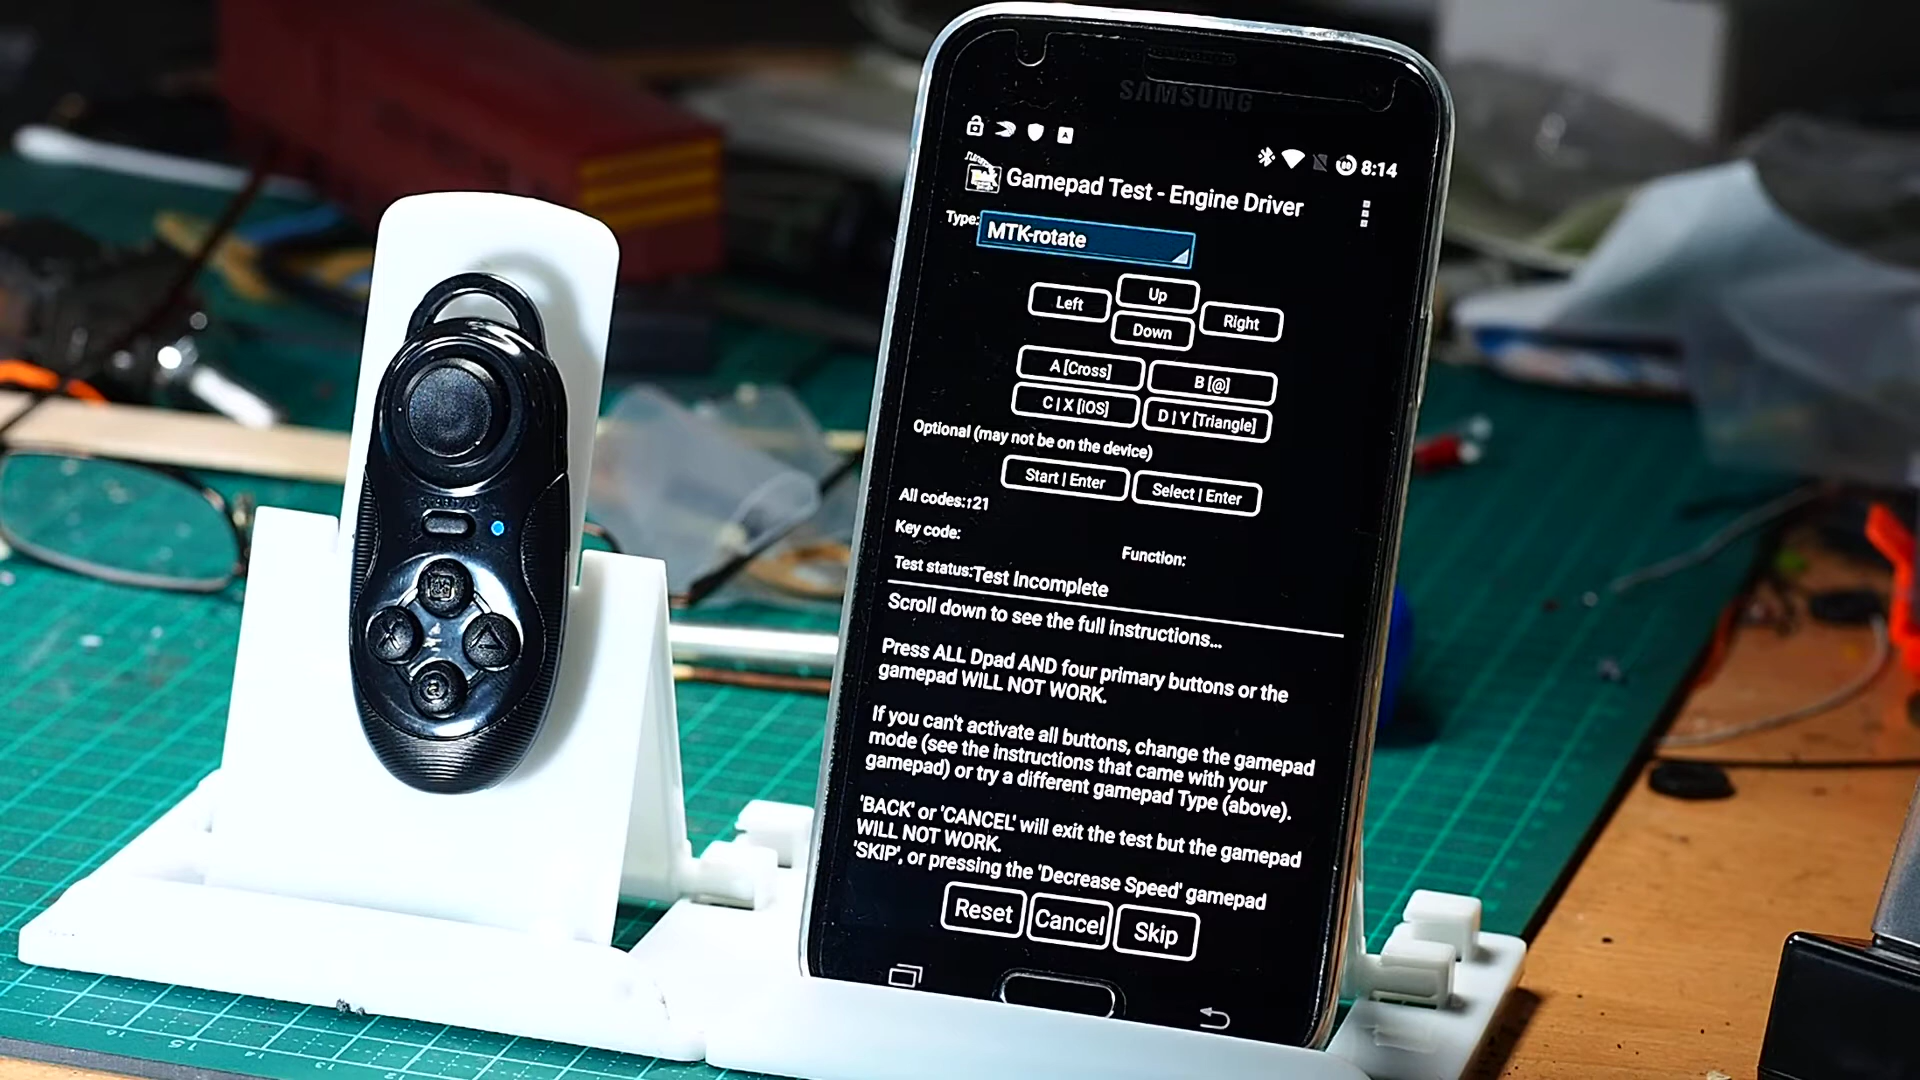 SAMSUNG
8:14
Gamepad Test - Engine Driver
Type: MTK-rotate
Up
Left
Right
Down
A [Cross]
B [@]
C | X [iOS]
D | Y [Triangle]
Optional (may not be on the device)
Start | Enter
Select | Enter
All codes:↑21
Key code:
Function:
Test status:Test Incomplete
Scroll down to see the full instructions...
Press ALL Dpad AND four primary buttons or the
gamepad WILL NOT WORK.
If you can't activate all buttons, change the gamepad
mode (see the instructions that came with your
gamepad) or try a different gamepad Type (above).
'BACK' or 'CANCEL' will exit the test but the gamepad
WILL NOT WORK.
'SKIP', or pressing the 'Decrease Speed' gamepad
Reset
Cancel
Skip